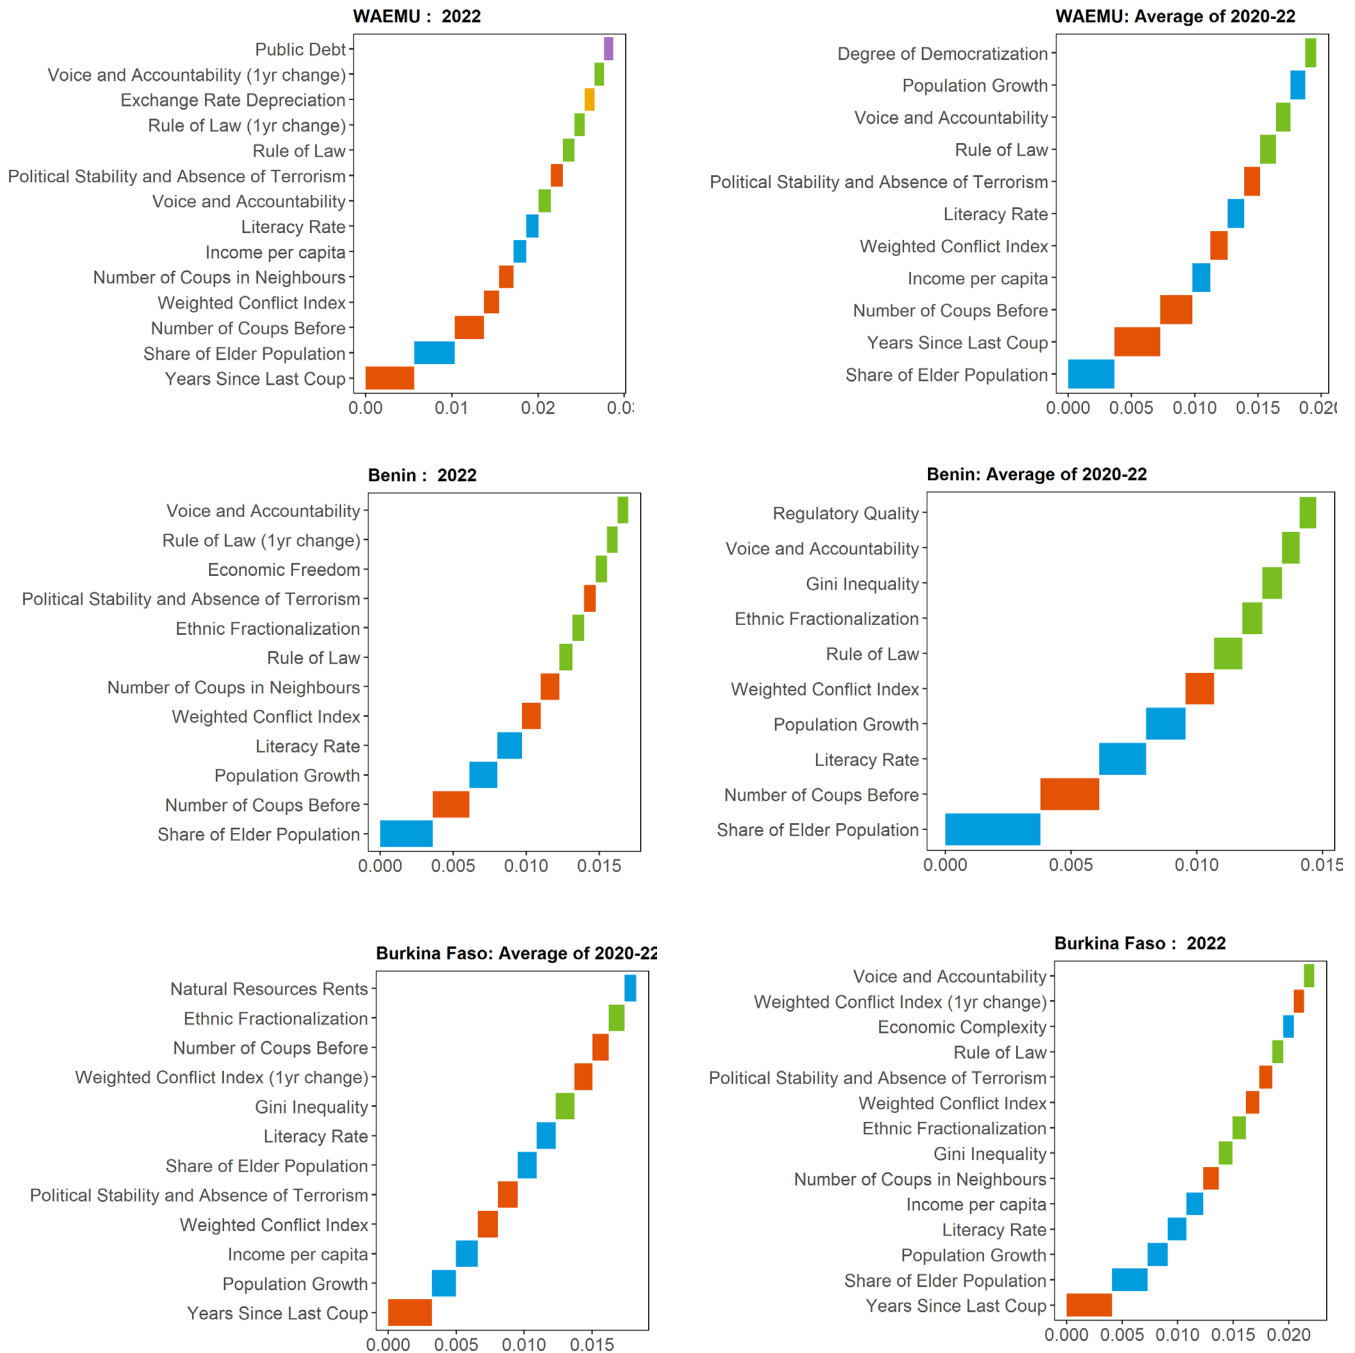 WAEMU :  2022
Public Debt
Voice and Accountability (1yr change)
Exchange Rate Depreciation
Rule of Law (1yr change)
Rule of Law
Political Stability and Absence of Terrorism
Voice and Accountability
Literacy Rate
Income per capita
Number of Coups in Neighbours
Weighted Conflict Index
Number of Coups Before
Share of Elder Population
Years Since Last Coup
0.00 0.01 0.02
WAEMU: Average of 2020-22
Degree of Democratization
Population Growth
Voice and Accountability
Rule of Law
Political Stability and Absence of Terrorism
Literacy Rate
Weighted Conflict Index
Income per capita
Number of Coups Before
Years Since Last Coup
Share of Elder Population
0.000 0.005 0.010 0.015 0.020
Benin :  2022
Voice and Accountability
Rule of Law (1yr change)
Economic Freedom
Political Stability and Absence of Terrorism
Ethnic Fractionalization
Rule of Law
Number of Coups in Neighbours
Weighted Conflict Index
Literacy Rate
Population Growth
Number of Coups Before
Share of Elder Population
0.000 0.005 0.010 0.015
Benin: Average of 2020-22
Regulatory Quality
Voice and Accountability
Gini Inequality
Ethnic Fractionalization
Rule of Law
Weighted Conflict Index
Population Growth
Literacy Rate
Number of Coups Before
Share of Elder Population
0.000 0.005 0.010 0.015
Burkina Faso: Average of 2020-22
Natural Resources Rents
Ethnic Fractionalization
Number of Coups Before
Weighted Conflict Index (1yr change)
Gini Inequality
Literacy Rate
Share of Elder Population
Political Stability and Absence of Terrorism
Weighted Conflict Index
Income per capita
Population Growth
Years Since Last Coup
0.000 0.005 0.010 0.015
Burkina Faso :  2022
Voice and Accountability
Weighted Conflict Index (1yr change)
Economic Complexity
Rule of Law
Political Stability and Absence of Terrorism
Weighted Conflict Index
Ethnic Fractionalization
Gini Inequality
Number of Coups in Neighbours
Income per capita
Literacy Rate
Population Growth
Share of Elder Population
Years Since Last Coup
0.000 0.005 0.010 0.015 0.020